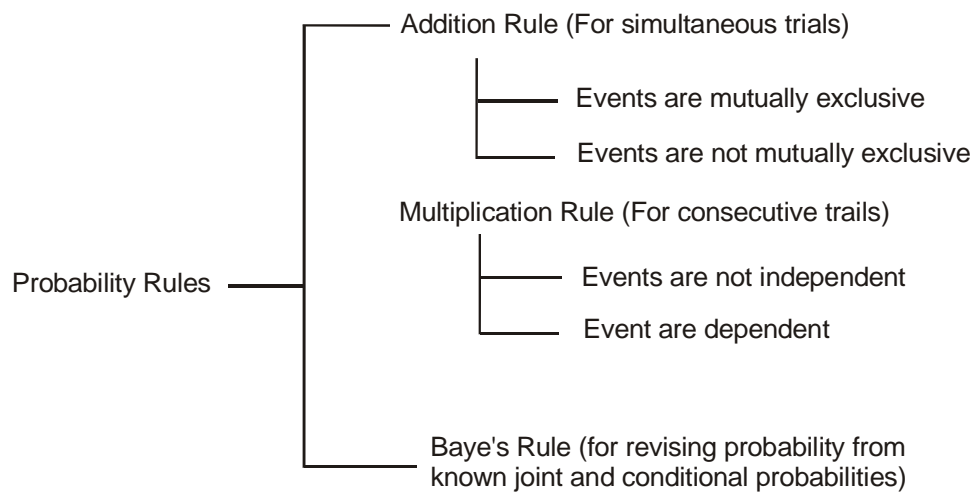 Addition Rule (For simultaneous trials)
Events are mutually exclusive
Events are not mutually exclusive
Multiplication Rule (For consecutive trails)
Probability Rules
Events are not independent
Event are dependent
Baye's Rule (for revising probability from
known joint and conditional probabilities)